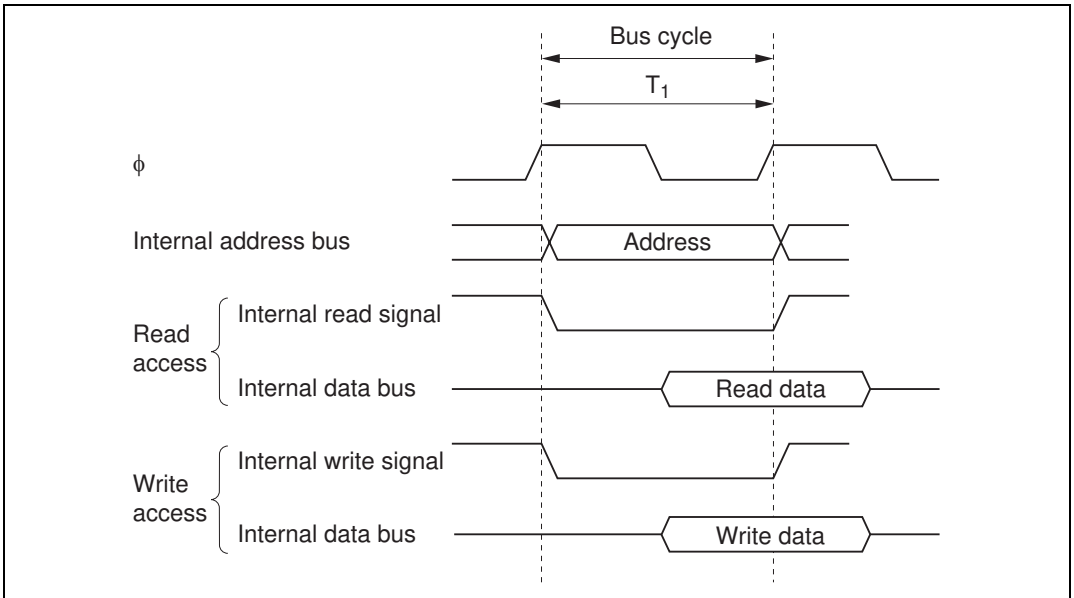 Bus cycle
T1
ϕ
Internal address bus
Address
Read
access
Internal read signal
Internal data bus
Read data
Write
access
Internal write signal
Internal data bus
Write data